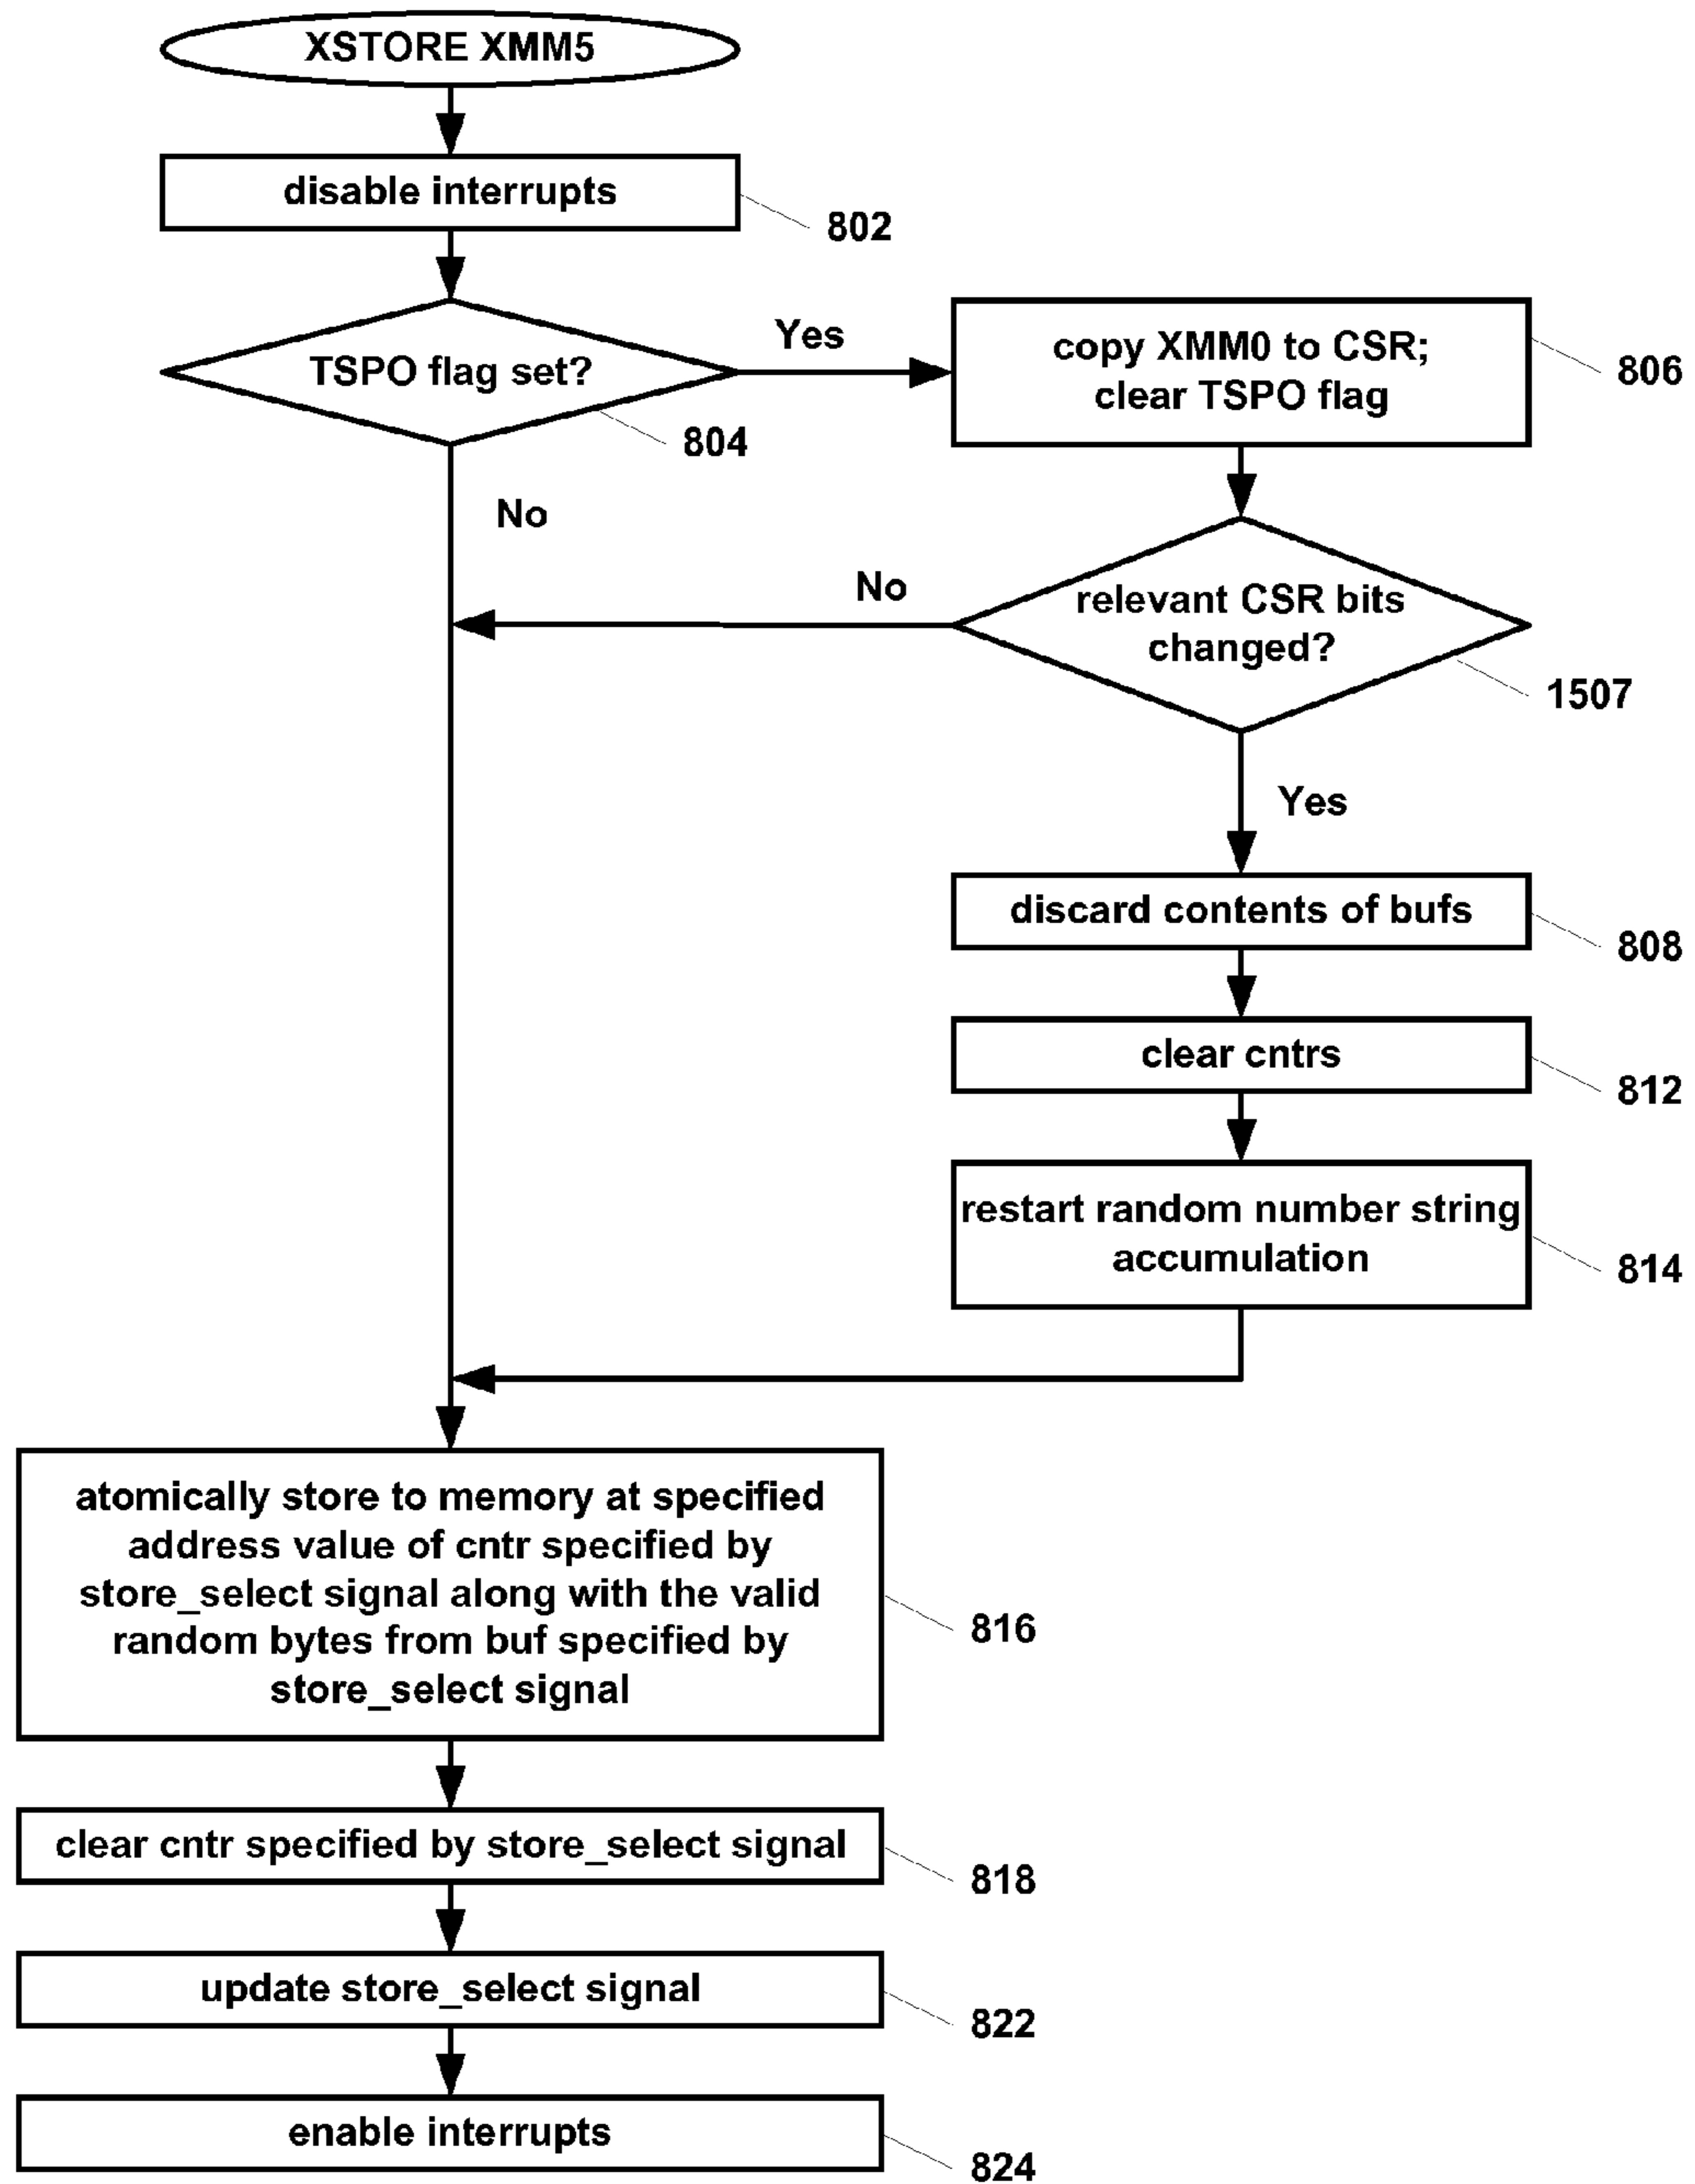 XSTORE XMM5
disable interrupts
802
TSPO flag set?
804
Yes
No
copy XMM0 to CSR;
clear TSPO flag
806
relevant CSR bits
changed?
1507
No
Yes
discard contents of bufs
808
clear cntrs
812
restart random number string
accumulation
814
atomically store to memory at specified
address value of cntr specified by
store_select signal along with the valid
random bytes from buf specified by
store_select signal
816
clear cntr specified by store_select signal
818
update store_select signal
822
enable interrupts
824